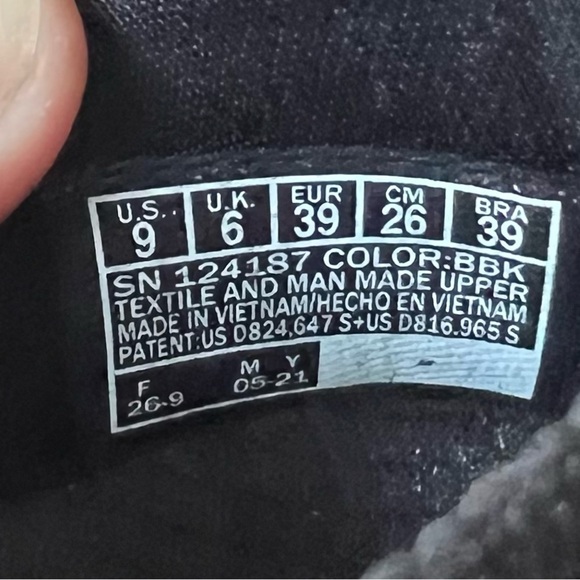 U.S. U.K. EUR CM BRA
9 6 39 26 39
SN 124187 COLOR:BBK
TEXTILE AND MAN MADE UPPER
MADE IN VIETNAM/HECHO EN VIETNAM
PATENT:US D824,647 S+US D816.965 S
F M Y
26-9 05-21